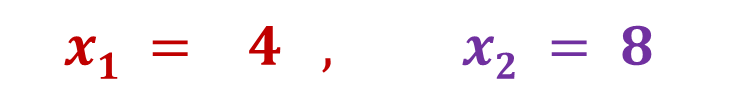 x₁ = 4 , x₂ = 8